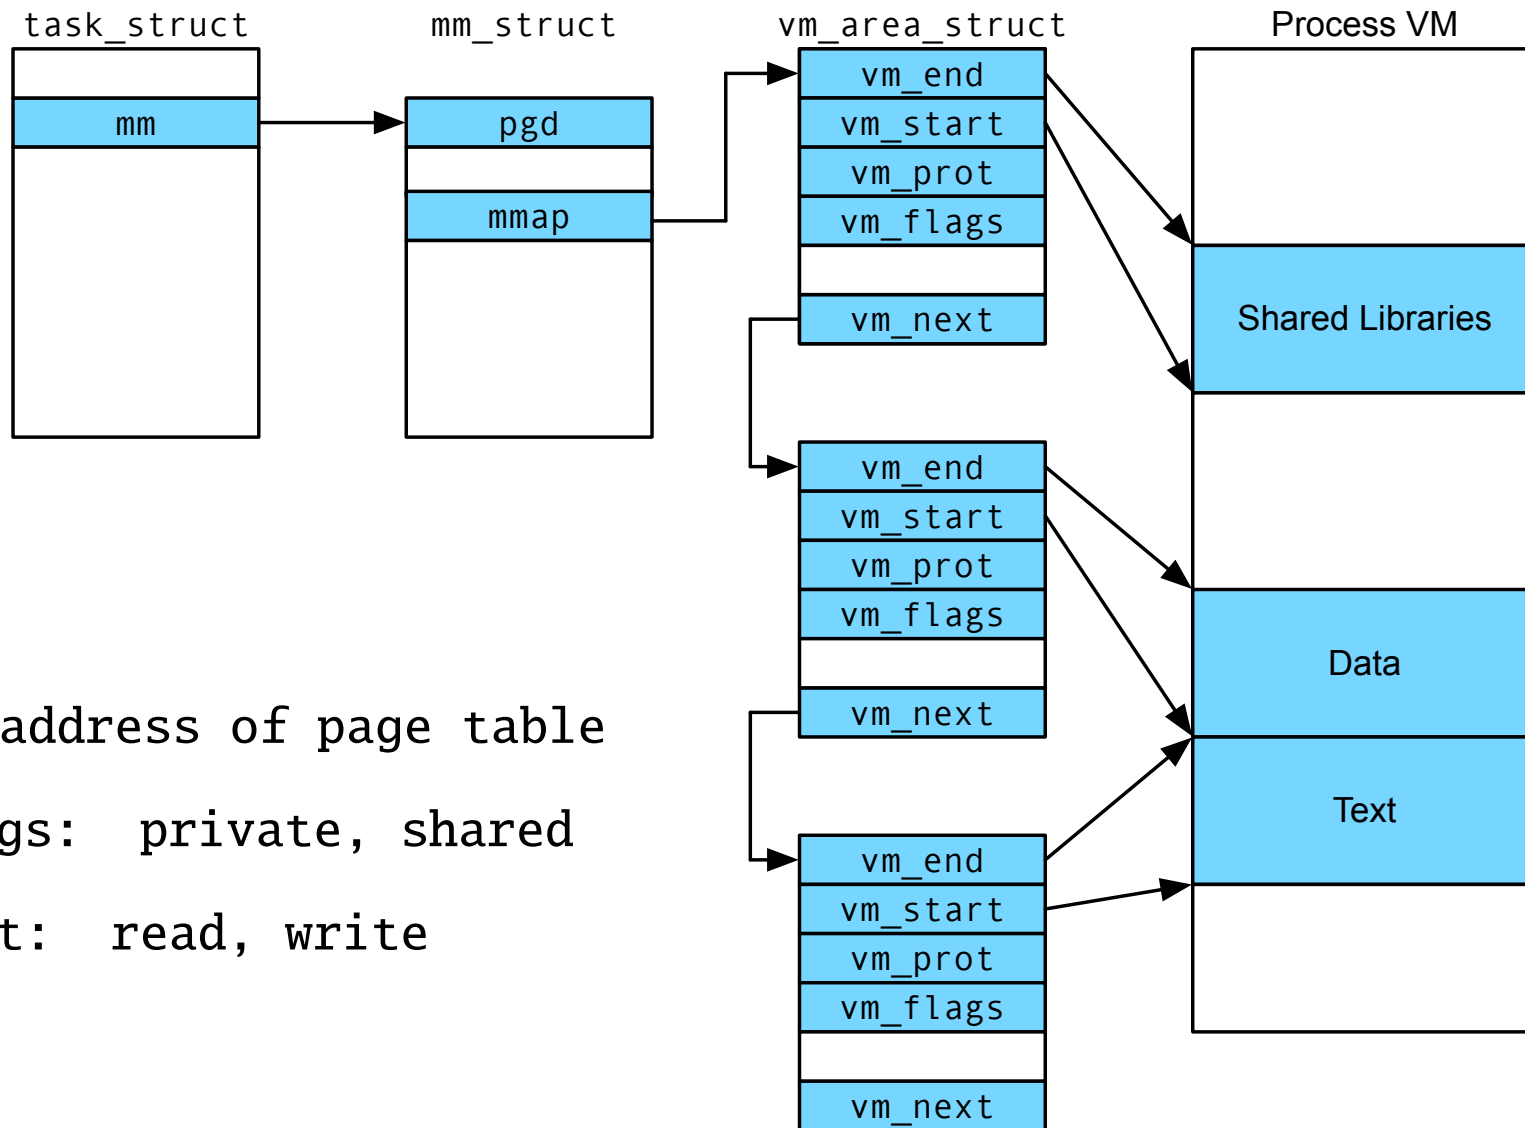 task_struct
mm
mm_struct
pgd
mmap
vm_area_struct
vm_end
vm_start
vm_prot
vm_flags
vm_next
vm_end
vm_start
vm_prot
vm_flags
vm_next
vm_end
vm_start
vm_prot
vm_flags
vm_next
Process VM
Shared Libraries
Data
Text
address of page table
gs: private, shared
t: read, write